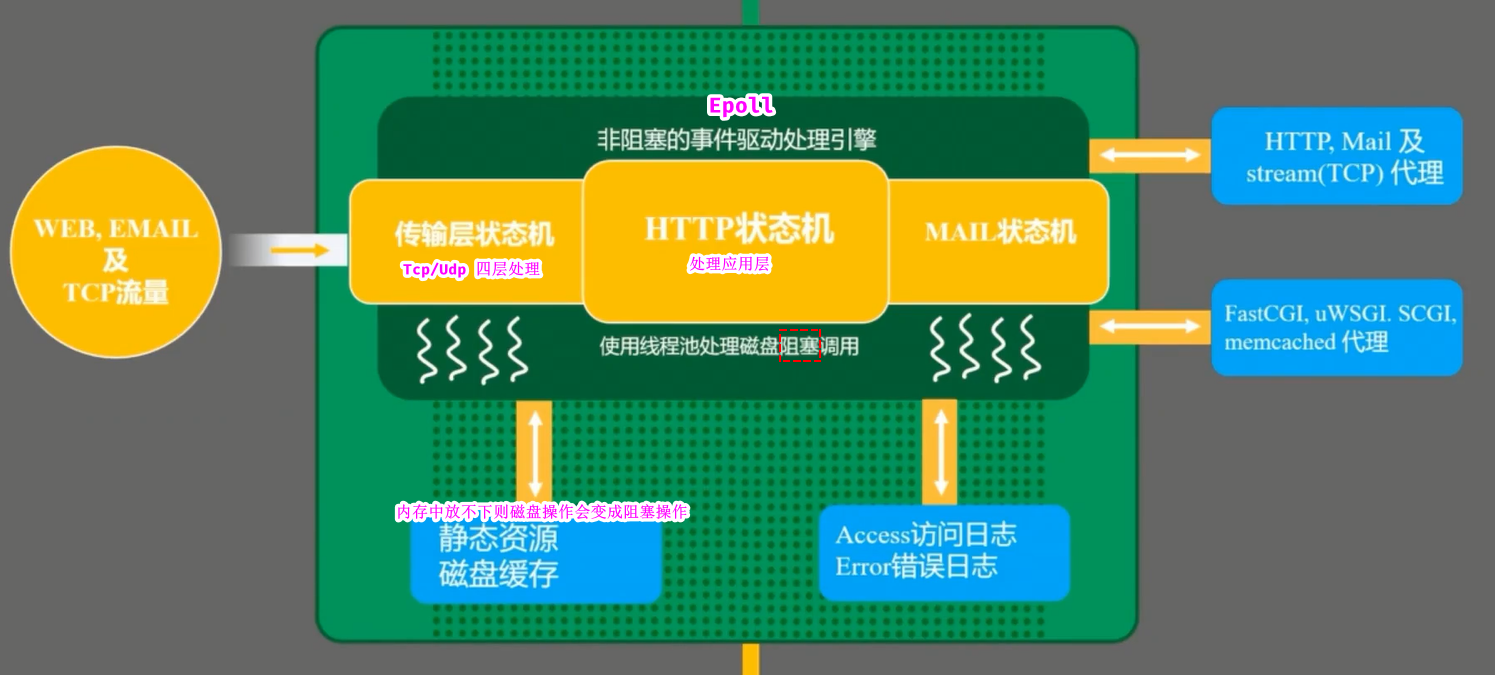 Epoll
非阻塞的事件驱动处理引擎
WEB, EMAIL
及
TCP流量
传输层状态机
Tcp/Udp 四层处理
HTTP状态机
处理应用层
MAIL状态机
使用线程池处理磁盘阻塞调用
HTTP, Mail 及
stream(TCP) 代理
FastCGI, uWSGI. SCGI,
memcached 代理
内存中放不下则磁盘操作会变成阻塞操作
静态资源
磁盘缓存
Access访问日志
Error错误日志